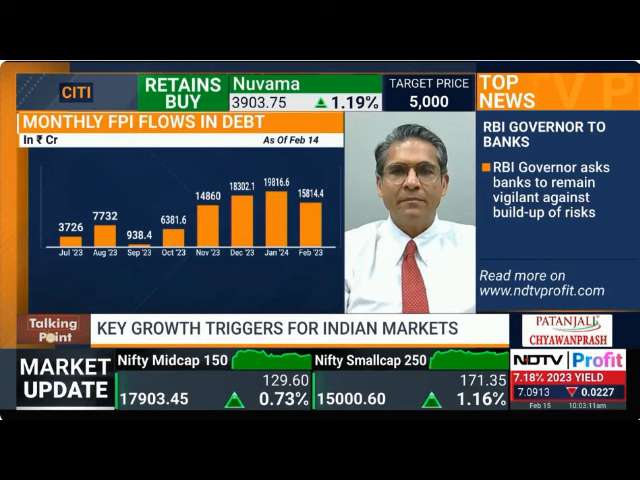 CITI
RETAINS
BUY
Nuvama
3903.75 ▲ 1.19%
TARGET PRICE
5,000
TOP
NEWS
MONTHLY FPI FLOWS IN DEBT
In ₹ Cr
As Of Feb 14
3726
7732
938.4
6381.6
14860
18302.1
19816.6
15814.4
Jul '23
Aug '23
Sep '23
Oct '23
Nov '23
Dec '23
Jan '24
Feb '23
RBI GOVERNOR TO
BANKS
RBI Governor asks
banks to remain
vigilant against
build-up of risks
Read more on
www.ndtvprofit.com
Talking
Point
KEY GROWTH TRIGGERS FOR INDIAN MARKETS
PATANJALI
CHYAWANPRASH
MARKET
UPDATE
Nifty Midcap 150
129.60
17903.45 ▲ 0.73%
Nifty Smallcap 250
171.35
15000.60 ▲ 1.16%
NDTV Profit
7.18% 2023 YIELD
7.0913 ▼ 0.0227
Feb 15 10:03:11am